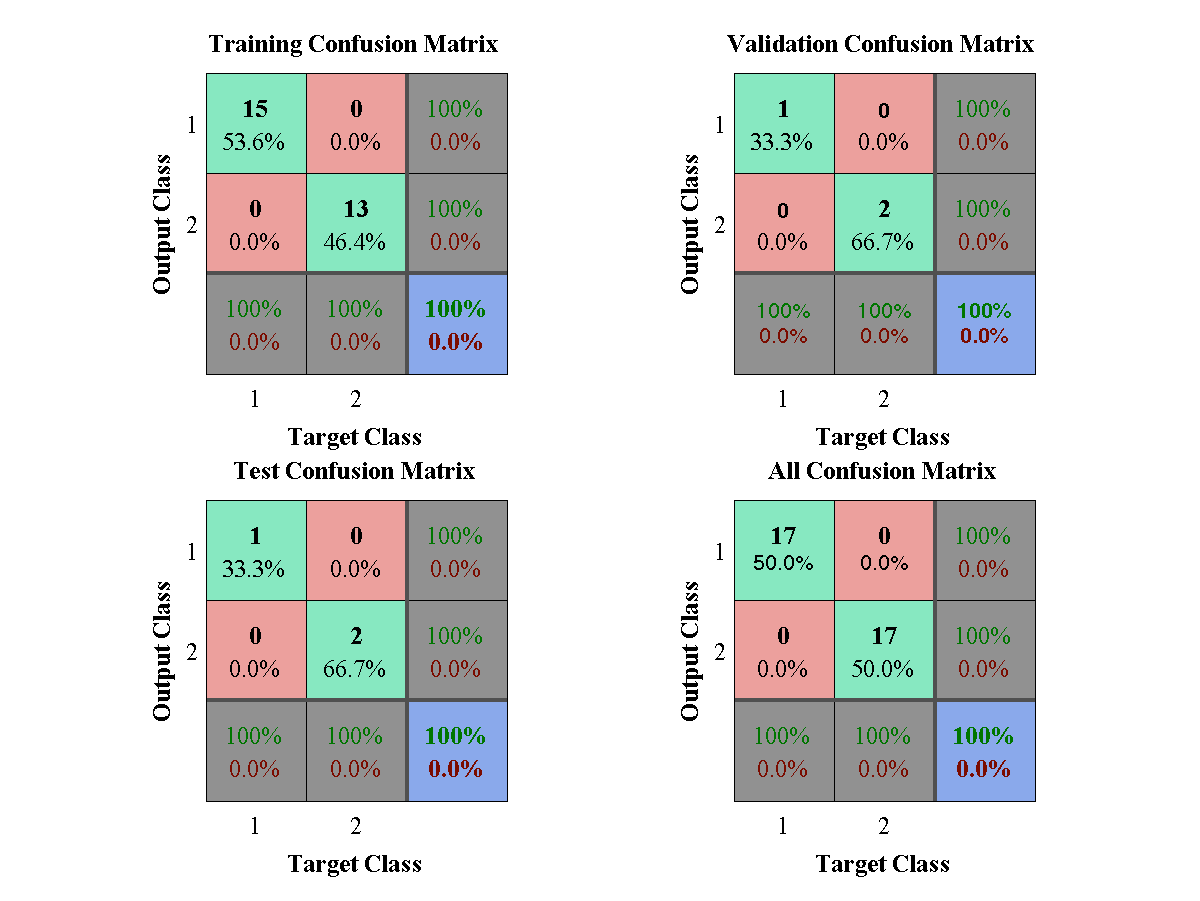 Training Confusion Matrix
15 0 100%
53.6% 0.0% 0.0%
1
0 13 100%
0.0% 46.4% 0.0%
2
100% 100% 100%
0.0% 0.0% 0.0%
1 2
Output Class
Target Class
Validation Confusion Matrix
1 0 100%
33.3% 0.0% 0.0%
1
0 2 100%
0.0% 66.7% 0.0%
2
100% 100% 100%
0.0% 0.0% 0.0%
1 2
Output Class
Target Class
Test Confusion Matrix
1 0 100%
33.3% 0.0% 0.0%
1
0 2 100%
0.0% 66.7% 0.0%
2
100% 100% 100%
0.0% 0.0% 0.0%
1 2
Output Class
Target Class
All Confusion Matrix
17 0 100%
50.0% 0.0% 0.0%
1
0 17 100%
0.0% 50.0% 0.0%
2
100% 100% 100%
0.0% 0.0% 0.0%
1 2
Output Class
Target Class